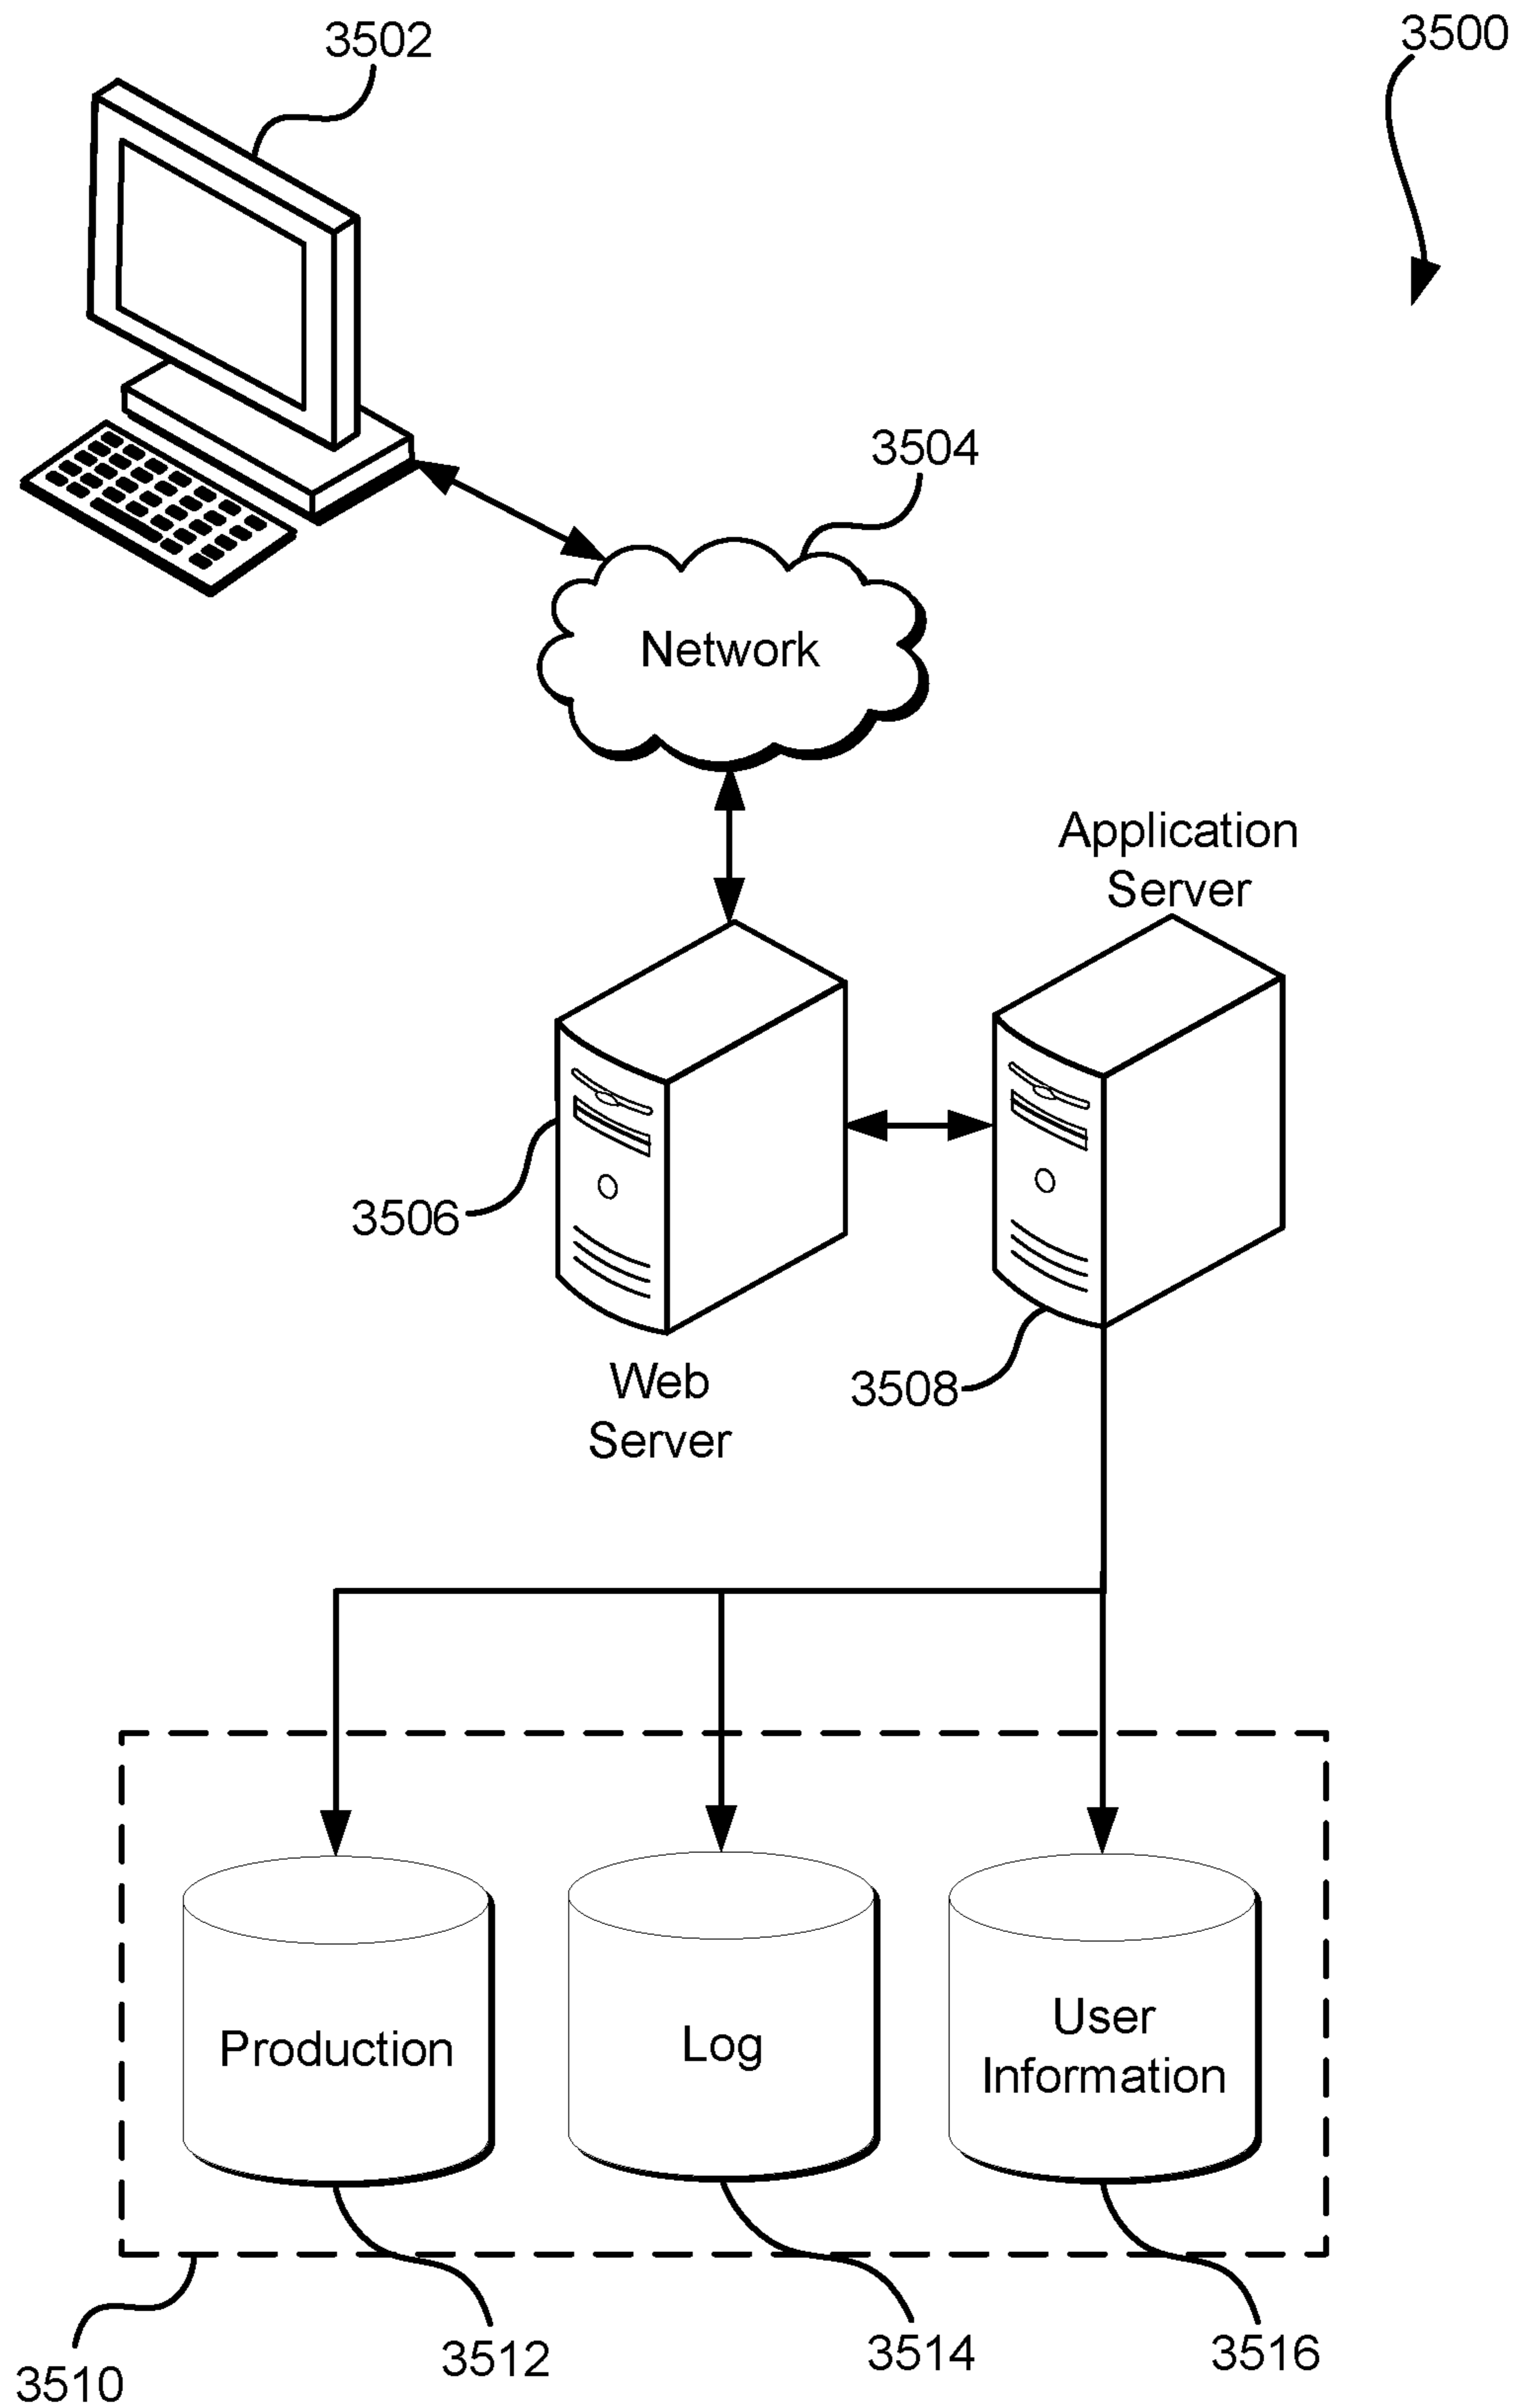 3502
3500
3504
Network
Application
Server
3506
Web
Server
3508
Production
Log
User
Information
3510
3512
3514
3516